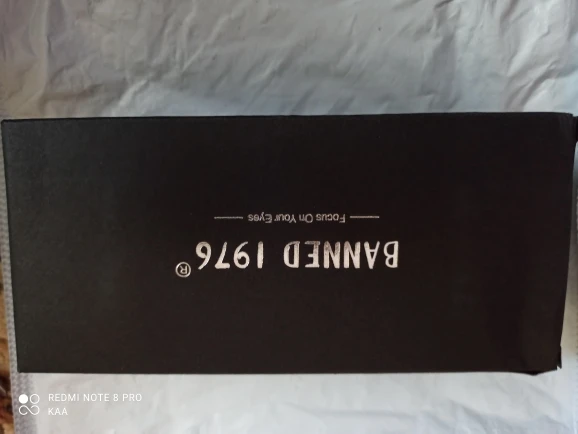 BANNED 1976®
Focus On Your Eyes
REDMI NOTE 8 PRO
KAA